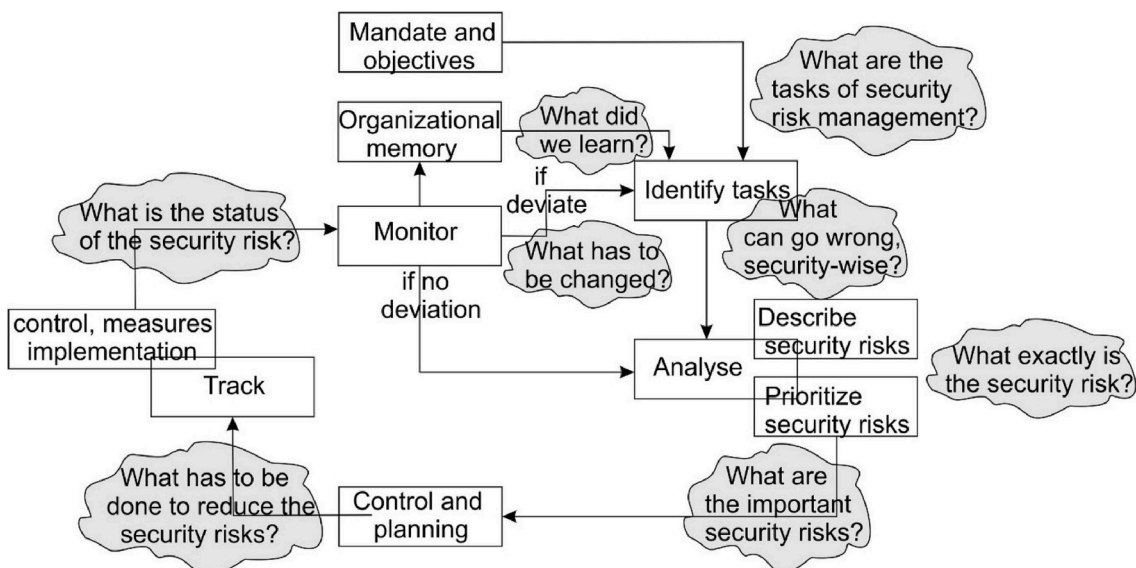 Mandate and
objectives
What are the
tasks of security
risk management?
Organizational
memory
What did
we learn?
if
deviate
Identify tasks
What is the status
of the security risk?
Monitor
What has to
be changed?
What
can go wrong,
security-wise?
if no
deviation
control, measures
implementation
Describe
security risks
Track
Analyse
What exactly is
the security risk?
Prioritize
security risks
What has to be
done to reduce the
security risks?
Control and
planning
What are
the important
security risks?